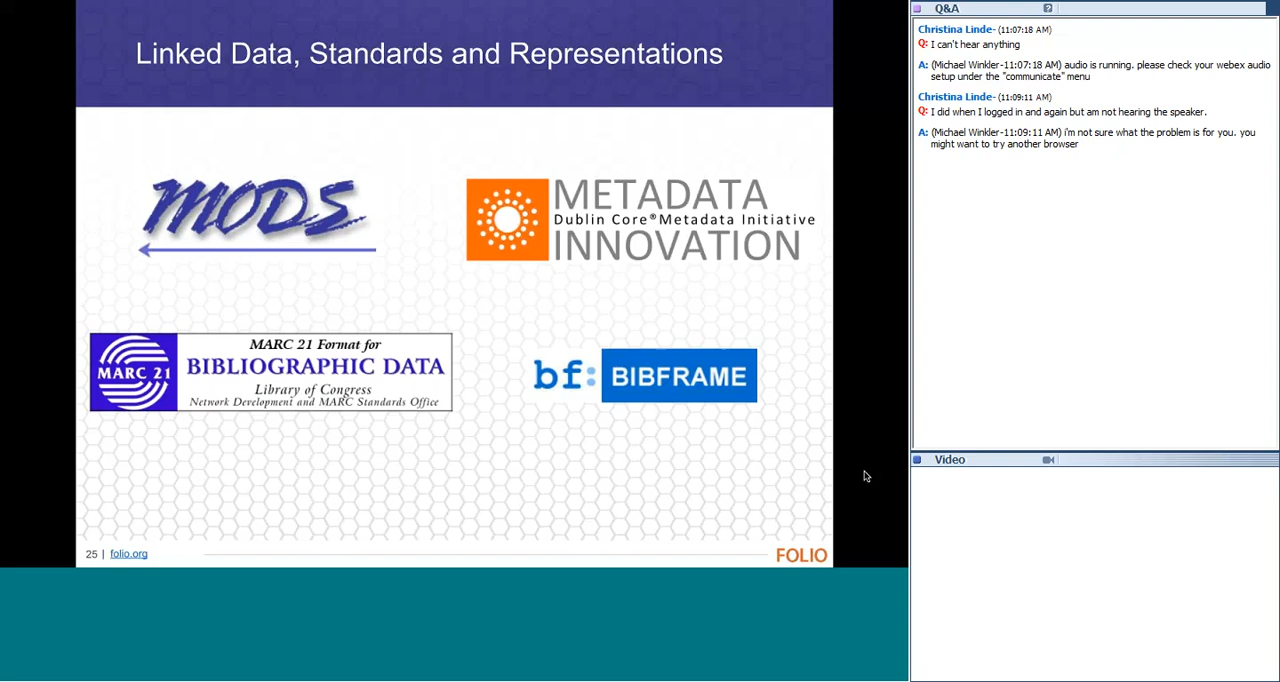 Linked Data, Standards and Representations
MODS
METADATA
Dublin Core®Metadata Initiative
INNOVATION
MARC 21
MARC 21 Format for
BIBLIOGRAPHIC DATA
Library of Congress
Network Development and MARC Standards Office
bf: BIBFRAME
25 | folio.org
FOLIO
Q&A
?
Christina Linde- (11:07:18 AM)
Q: I can't hear anything
A: (Michael Winkler-11:07:18 AM) audio is running. please check your webex audio
setup under the "communicate" menu
Christina Linde- (11:09:11 AM)
Q: I did when I logged in and again but am not hearing the speaker.
A: (Michael Winkler-11:09:11 AM) i'm not sure what the problem is for you. you
might want to try another browser
Video